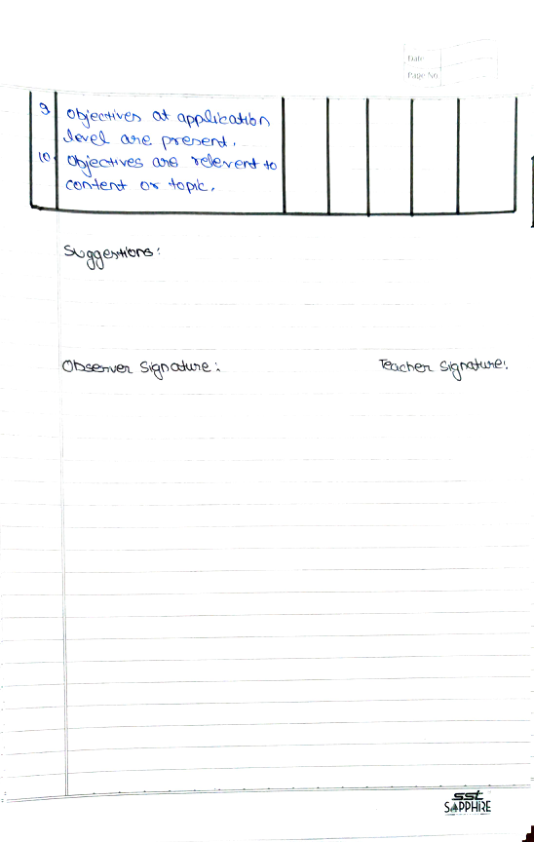 Date
Page No
9 Objectives at application
level are present.
10. Objectives are relevent to
content or topic.
Suggestions:
Observer Signature:
Teacher Signature:
sst
SAPPHIRE